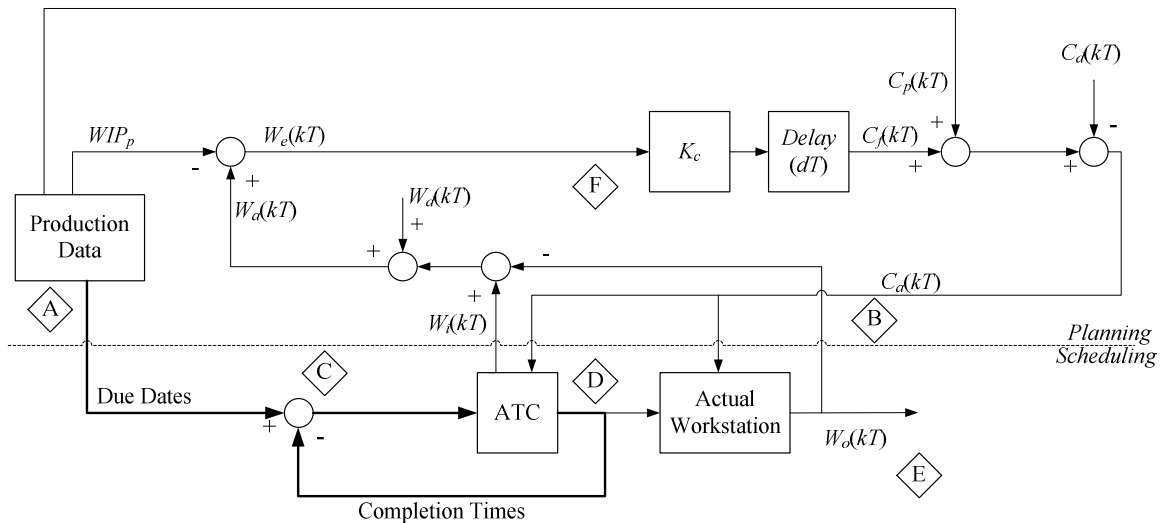 C_d(kT)
C_p(kT)
WIP_p
W_e(kT)
K_c
Delay
(dT)
C_f(kT)
+
-
-
+
+
+
F
Production
Data
W_a(kT)
W_d(kT)
+
+
-
A
+
W_i(kT)
C_a(kT)
B
Planning
Scheduling
C
D
Due Dates
+
-
ATC
Actual
Workstation
W_o(kT)
E
Completion Times